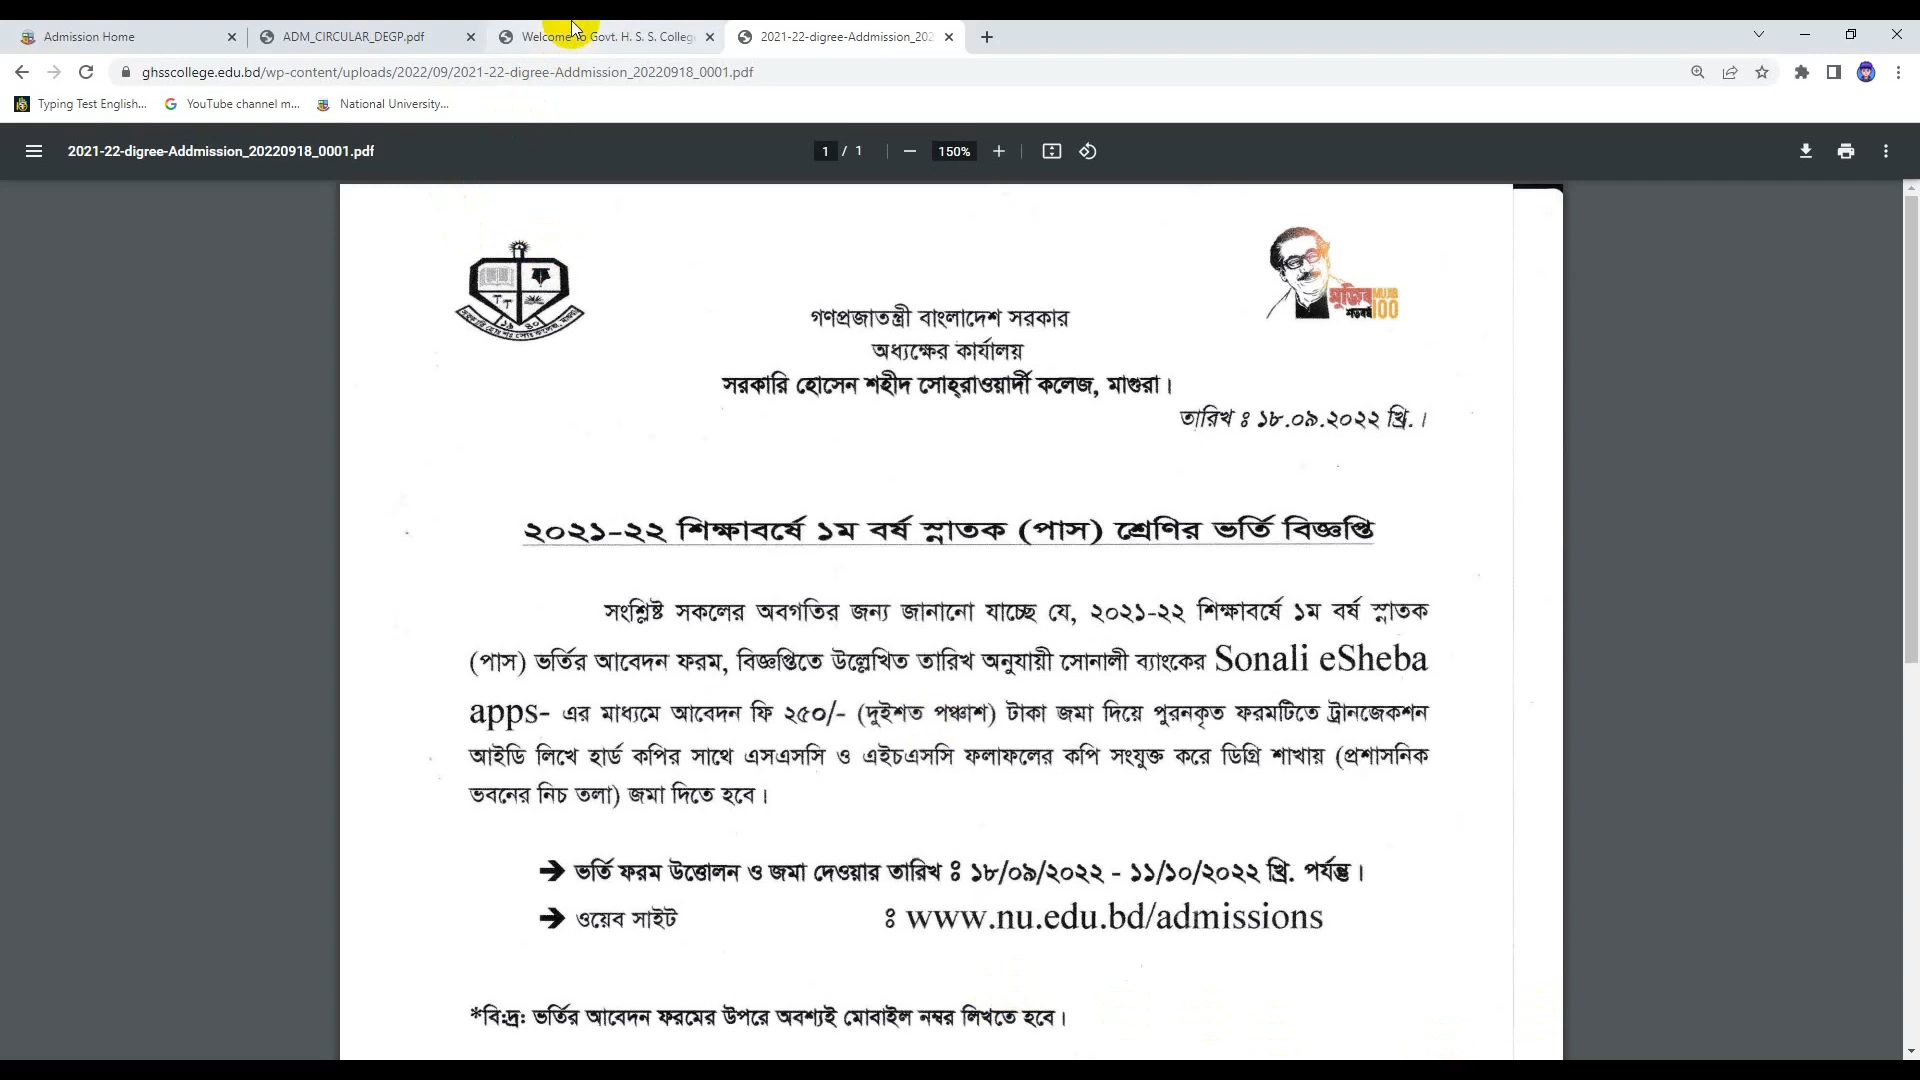 Admission Home
ADM_CIRCULAR_DEGP.pdf
Welcome to Govt. H. S. S. Colleg
2021-22-digree-Addmission_202
ghsscollege.edu.bd/wp-content/uploads/2022/09/2021-22-digree-Addmission_20220918_0001.pdf
Typing Test English...
YouTube channel m...
National University...
2021-22-digree-Addmission_20220918_0001.pdf
1 / 1
150%
মুজিব শতবর্ষ MUJIB 100
গণপ্রজাতন্ত্রী বাংলাদেশ সরকার
অধ্যক্ষের কার্যালয়
সরকারি হোসেন শহীদ সোহ্‌রাওয়ার্দী কলেজ, মাগুরা।
তারিখ ঃ ১৮.০৯.২০২২ খ্রি. ।
২০২১-২২ শিক্ষাবর্ষে ১ম বর্ষ স্নাতক (পাস) শ্রেণির ভর্তি বিজ্ঞপ্তি
সংশ্লিষ্ট সকলের অবগতির জন্য জানানো যাচ্ছে যে, ২০২১-২২ শিক্ষাবর্ষে ১ম বর্ষ স্নাতক
(পাস) ভর্তির আবেদন ফরম, বিজ্ঞপ্তিতে উল্লেখিত তারিখ অনুযায়ী সোনালী ব্যাংকের Sonali eSheba
apps- এর মাধ্যমে আবেদন ফি ২৫০/- (দুইশত পঞ্চাশ) টাকা জমা দিয়ে পুরনকৃত ফরমটিতে ট্রানজেকশন
আইডি লিখে হার্ড কপির সাথে এসএসসি ও এইচএসসি ফলাফলের কপি সংযুক্ত করে ডিগ্রি শাখায় (প্রশাসনিক
ভবনের নিচ তলা) জমা দিতে হবে।
➔ ভর্তি ফরম উত্তোলন ও জমা দেওয়ার তারিখ ঃ ১৮/০৯/২০২২ - ১১/১০/২০২২ খ্রি. পর্যন্ত।
➔ ওয়েব সাইট ঃ www.nu.edu.bd/admissions
*বি:দ্র: ভর্তির আবেদন ফরমের উপরে অবশ্যই মোবাইল নম্বর লিখতে হবে।